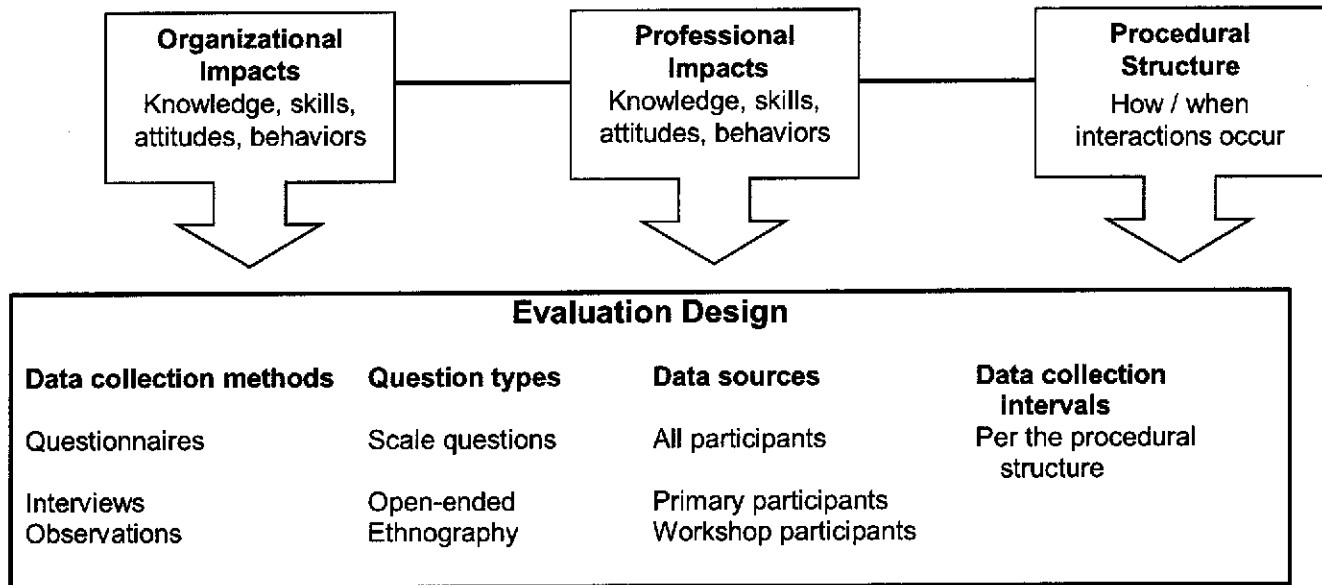 Organizational
Impacts
Knowledge, skills,
attitudes, behaviors
Professional
Impacts
Knowledge, skills,
attitudes, behaviors
Procedural
Structure
How / when
interactions occur
Evaluation Design
Data collection methods
Questionnaires
Interviews
Observations
Question types
Scale questions
Open-ended
Ethnography
Data sources
All participants
Primary participants
Workshop participants
Data collection
intervals
Per the procedural
structure